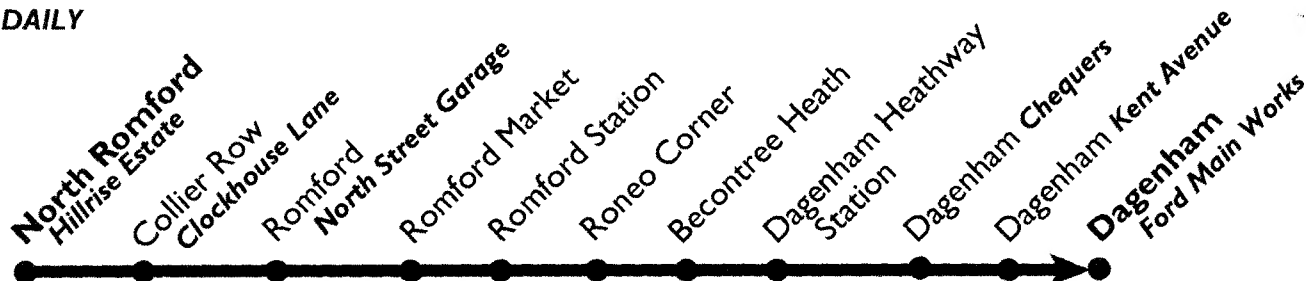 DAILY
North Romford
Hillrise Estate
Collier Row
Clockhouse Lane
Romford
North Street Garage
Romford Market
Romford Station
Roneo Corner
Becontree Heath
Dagenham Heathway
Station
Dagenham Chequers
Dagenham Kent Avenue
Dagenham
Ford Main Works